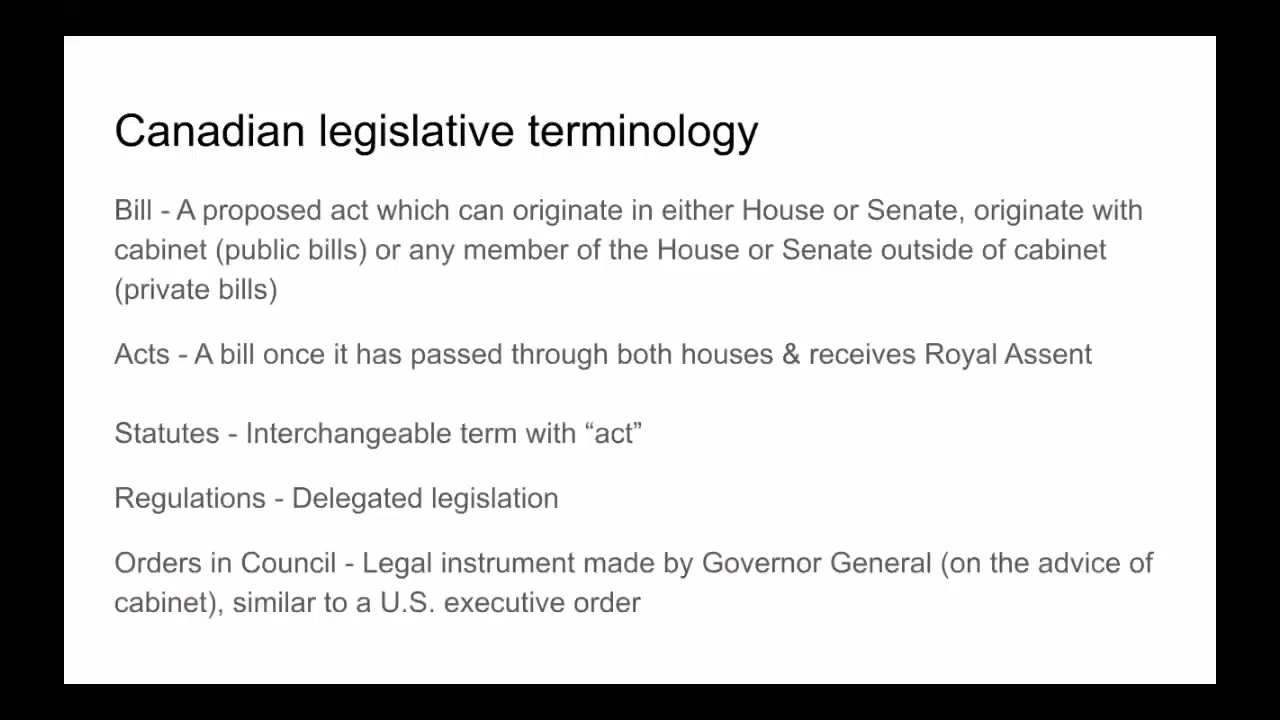 Canadian legislative terminology
Bill - A proposed act which can originate in either House or Senate, originate with
cabinet (public bills) or any member of the House or Senate outside of cabinet
(private bills)
Acts - A bill once it has passed through both houses & receives Royal Assent
Statutes - Interchangeable term with “act”
Regulations - Delegated legislation
Orders in Council - Legal instrument made by Governor General (on the advice of
cabinet), similar to a U.S. executive order